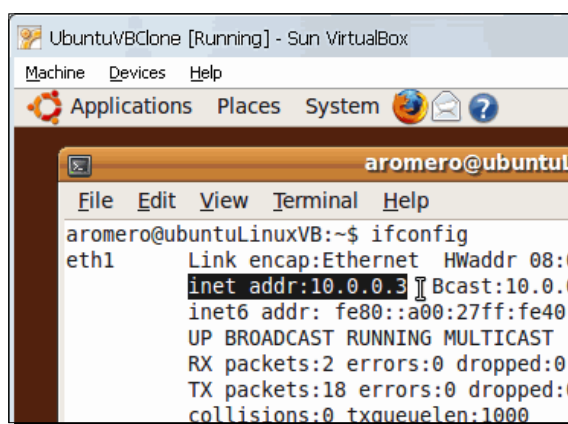 UbuntuVBClone [Running] - Sun VirtualBox
Machine Devices Help
Applications Places System
aromero@ubuntuL
File Edit View Terminal Help
aromero@ubuntuLinuxVB:~$ ifconfig
eth1 Link encap:Ethernet HWaddr 08:
inet addr:10.0.0.3 Bcast:10.0.
inet6 addr: fe80::a00:27ff:fe40
UP BROADCAST RUNNING MULTICAST
RX packets:2 errors:0 dropped:0
TX packets:18 errors:0 dropped:
collisions:0 txqueuelen:1000